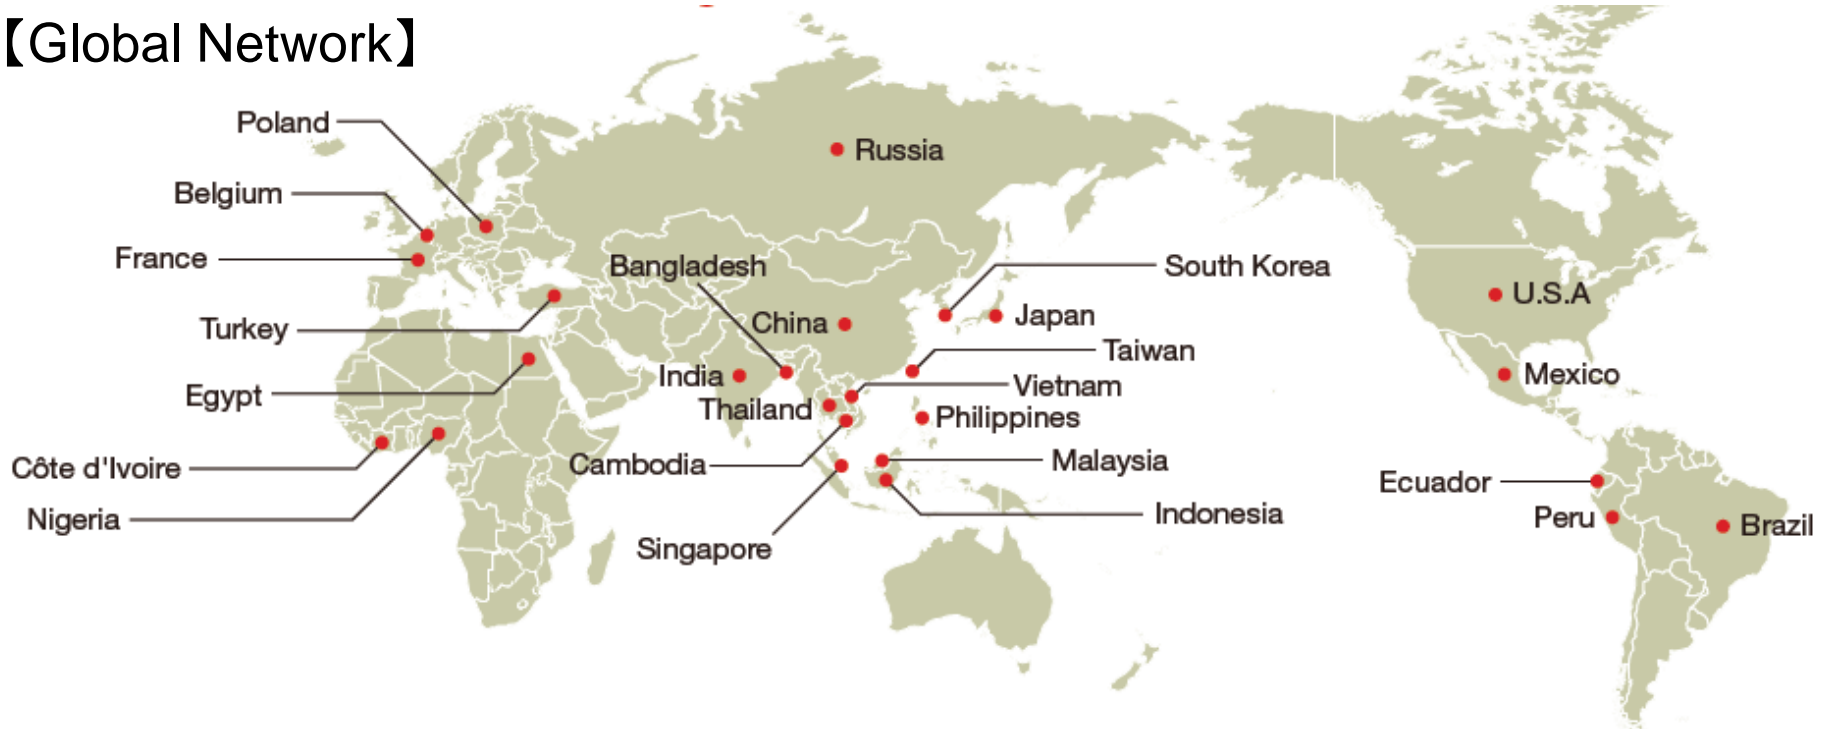 【Global Network】
Poland
Russia
Belgium
France
Bangladesh
South Korea
U.S.A
China
Japan
Turkey
Taiwan
India
Mexico
Vietnam
Egypt
Thailand
Philippines
Côte d'Ivoire
Cambodia
Malaysia
Ecuador
Nigeria
Indonesia
Peru
Brazil
Singapore